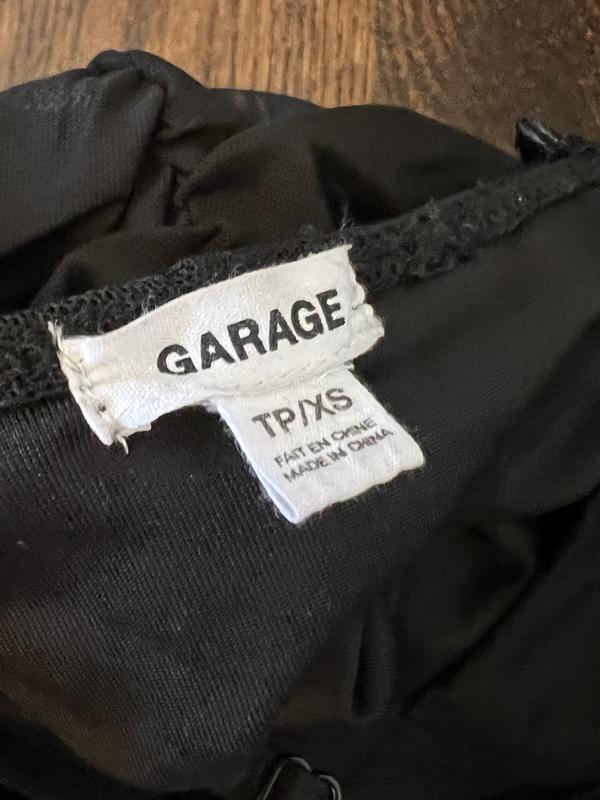 GARAGE
TP/XS
FAIT EN CHINE
MADE IN CHINA